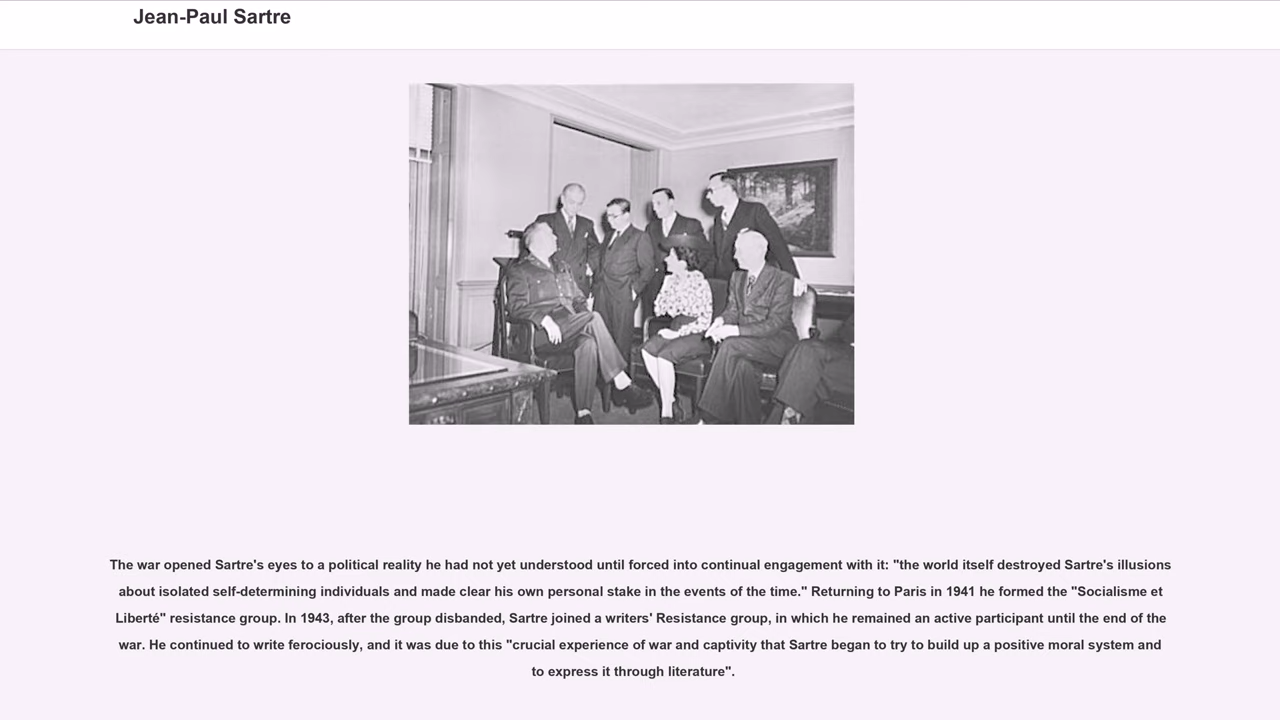 Jean-Paul Sartre
The war opened Sartre's eyes to a political reality he had not yet understood until forced into continual engagement with it: "the world itself destroyed Sartre's illusions
about isolated self-determining individuals and made clear his own personal stake in the events of the time." Returning to Paris in 1941 he formed the "Socialisme et
Liberté" resistance group. In 1943, after the group disbanded, Sartre joined a writers' Resistance group, in which he remained an active participant until the end of the
war. He continued to write ferociously, and it was due to this "crucial experience of war and captivity that Sartre began to try to build up a positive moral system and
to express it through literature".